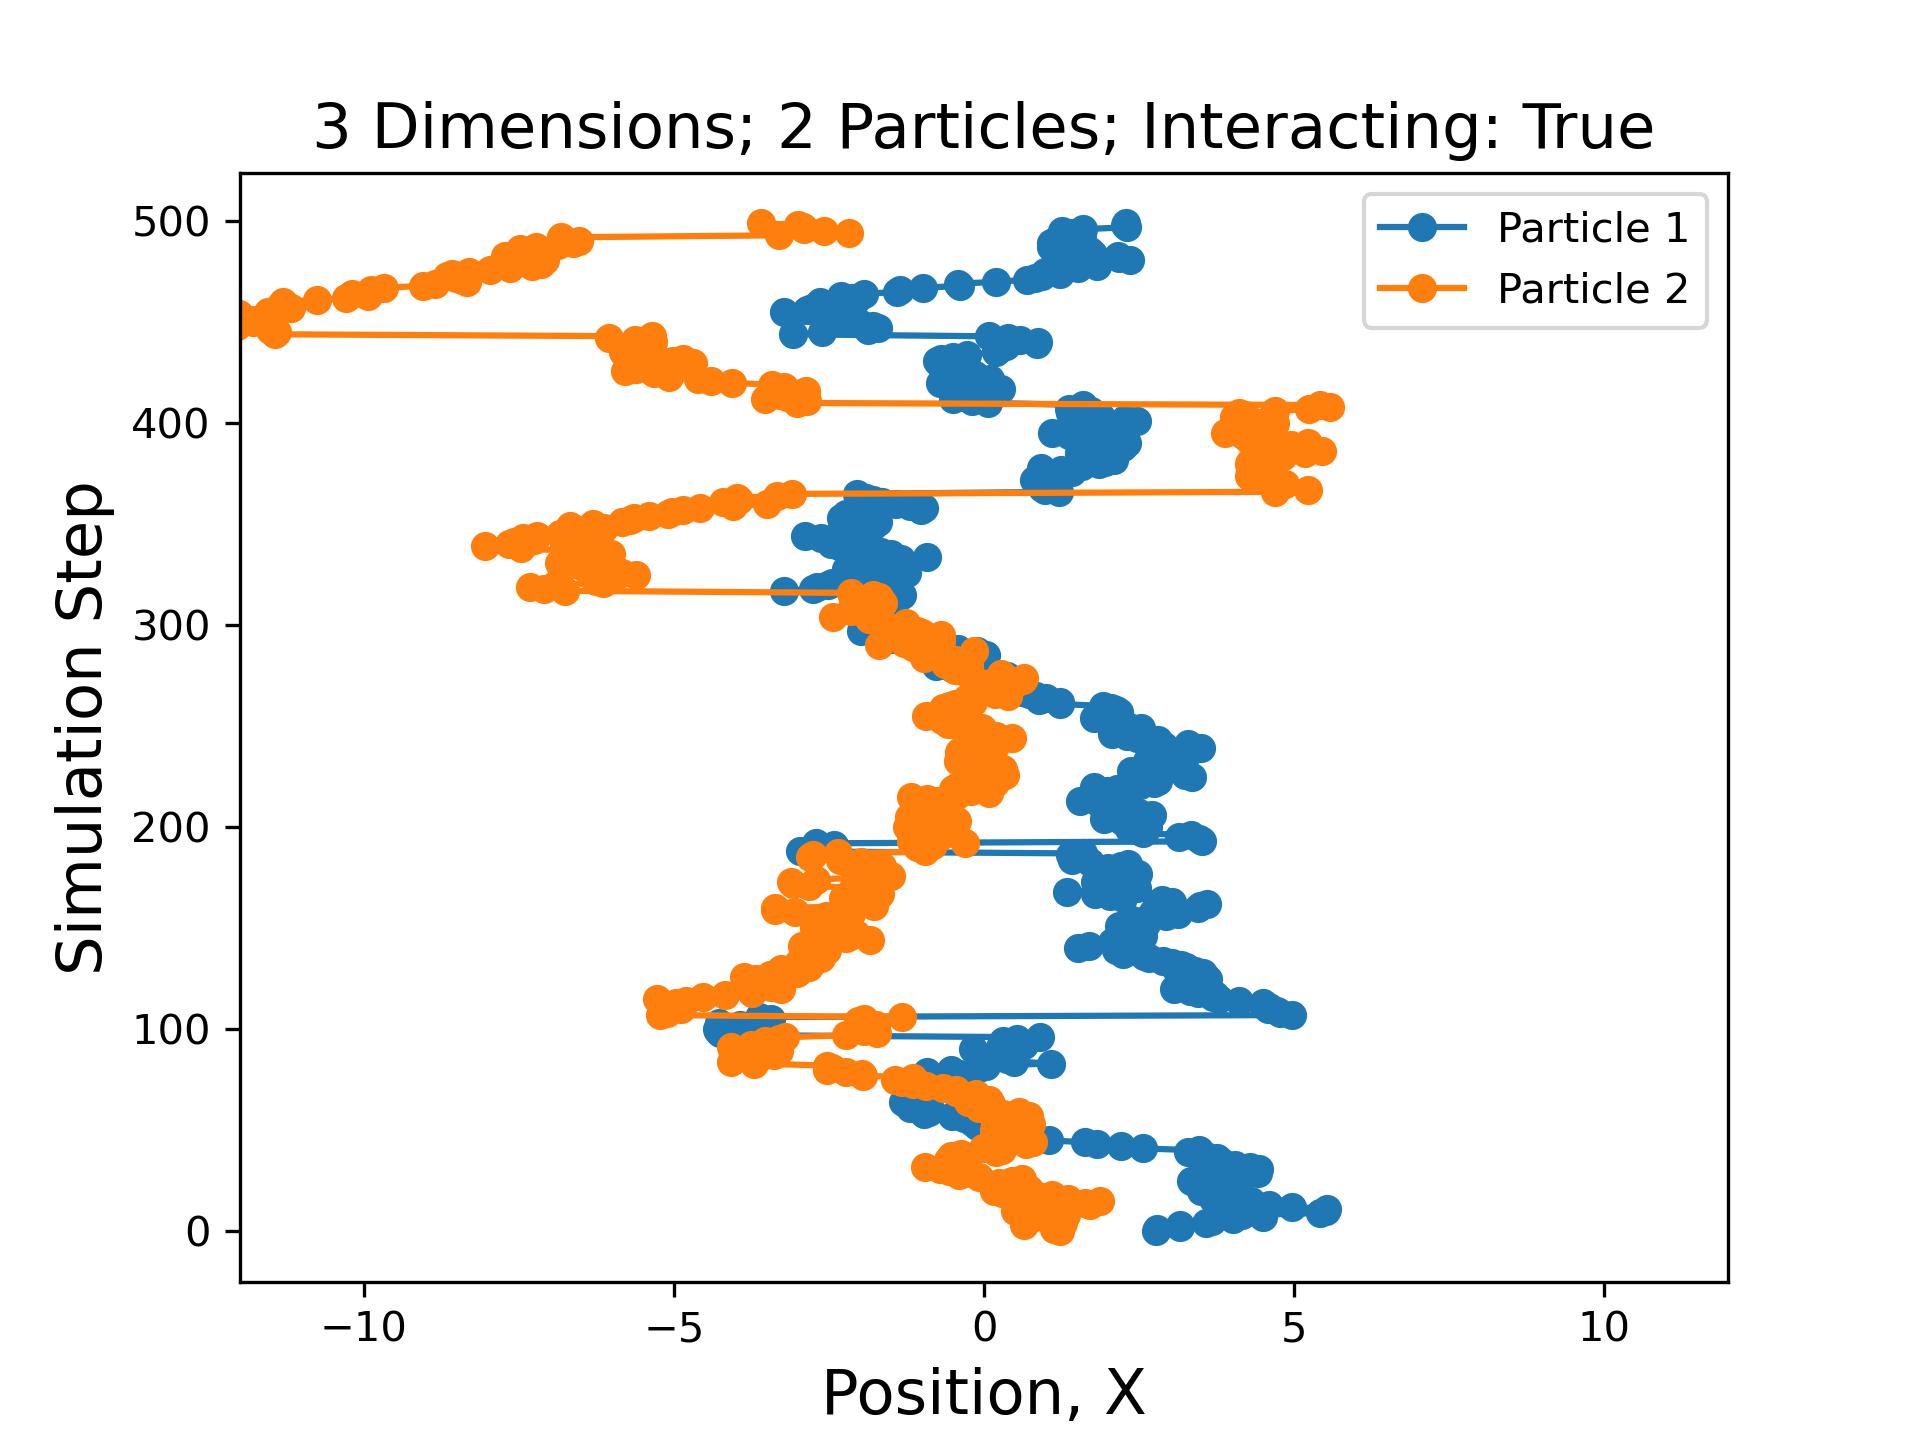 3 Dimensions; 2 Particles; Interacting: True
Particle 1
Particle 2
500
400
300
200
100
0
Simulation Step
−10
−5
0
5
10
Position, X